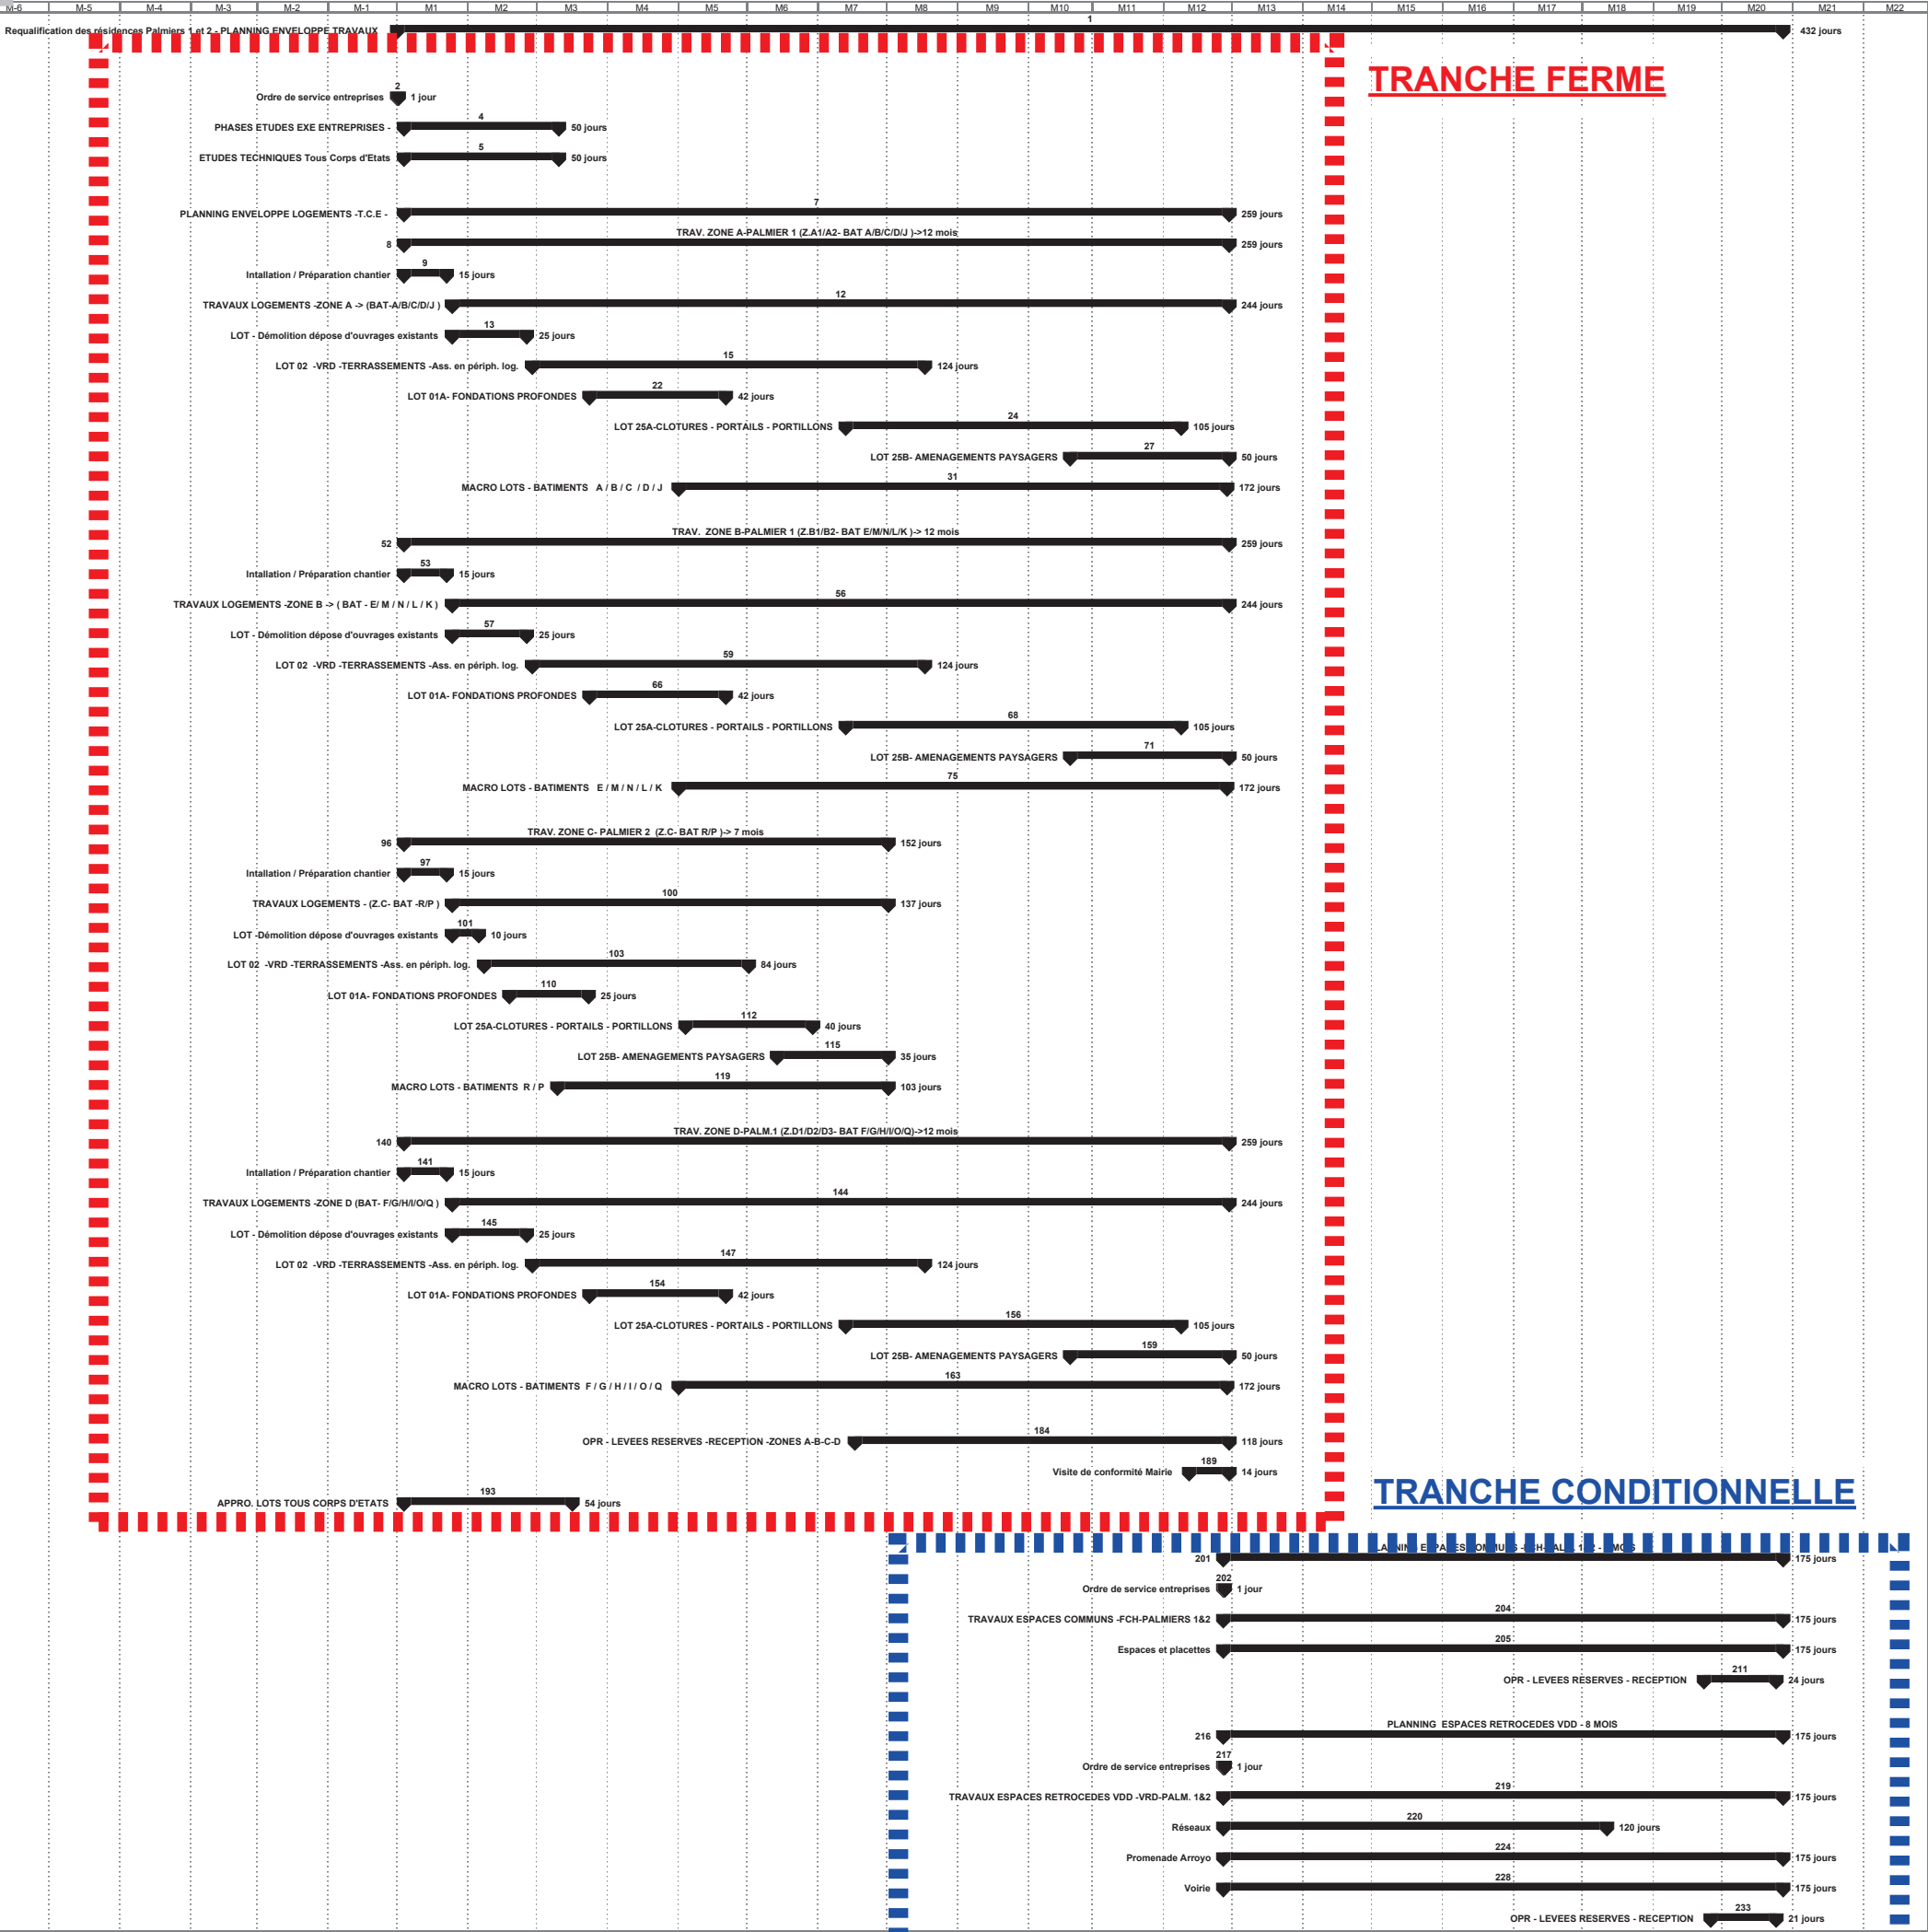 M-6 M-5 M-4 M-3 M-2 M-1 M1 M2 M3 M4 M5 M6 M7 M8 M9 M10 M11 M12 M13 M14 M15 M16 M17 M18 M19 M20 M21 M22
1
Requalification des résidences Palmiers 1 et 2 - PLANNING ENVELOPPE TRAVAUX 432 jours
TRANCHE FERME
2
Ordre de service entreprises 1 jour
4
PHASES ETUDES EXE ENTREPRISES - 50 jours
5
ETUDES TECHNIQUES Tous Corps d'Etats 50 jours
7
PLANNING ENVELOPPE LOGEMENTS -T.C.E - 259 jours
TRAV. ZONE A-PALMIER 1 (Z.A1/A2- BAT A/B/C/D/J )->12 mois
8 259 jours
9
Intallation / Préparation chantier 15 jours
12
TRAVAUX LOGEMENTS -ZONE A -> (BAT-A/B/C/D/J ) 244 jours
13
LOT - Démolition dépose d'ouvrages existants 25 jours
15
LOT 02 -VRD -TERRASSEMENTS -Ass. en périph. log. 124 jours
22
LOT 01A- FONDATIONS PROFONDES 42 jours
24
LOT 25A-CLOTURES - PORTAILS - PORTILLONS 105 jours
27
LOT 25B- AMENAGEMENTS PAYSAGERS 50 jours
31
MACRO LOTS - BATIMENTS A / B / C / D / J 172 jours
TRAV. ZONE B-PALMIER 1 (Z.B1/B2- BAT E/M/N/L/K )-> 12 mois
52 259 jours
53
Intallation / Préparation chantier 15 jours
56
TRAVAUX LOGEMENTS -ZONE B -> ( BAT - E/ M / N / L / K ) 244 jours
57
LOT - Démolition dépose d'ouvrages existants 25 jours
59
LOT 02 -VRD -TERRASSEMENTS -Ass. en périph. log. 124 jours
66
LOT 01A- FONDATIONS PROFONDES 42 jours
68
LOT 25A-CLOTURES - PORTAILS - PORTILLONS 105 jours
71
LOT 25B- AMENAGEMENTS PAYSAGERS 50 jours
75
MACRO LOTS - BATIMENTS E / M / N / L / K 172 jours
TRAV. ZONE C- PALMIER 2 (Z.C- BAT R/P )-> 7 mois
96 152 jours
97
Intallation / Préparation chantier 15 jours
100
TRAVAUX LOGEMENTS - (Z.C- BAT -R/P ) 137 jours
101
LOT -Démolition dépose d'ouvrages existants 10 jours
103
LOT 02 -VRD -TERRASSEMENTS -Ass. en périph. log. 84 jours
110
LOT 01A- FONDATIONS PROFONDES 25 jours
112
LOT 25A-CLOTURES - PORTAILS - PORTILLONS 40 jours
115
LOT 25B- AMENAGEMENTS PAYSAGERS 35 jours
119
MACRO LOTS - BATIMENTS R / P 103 jours
TRAV. ZONE D-PALM.1 (Z.D1/D2/D3- BAT F/G/H/I/O/Q)->12 mois
140 259 jours
141
Intallation / Préparation chantier 15 jours
144
TRAVAUX LOGEMENTS -ZONE D (BAT- F/G/H/I/O/Q ) 244 jours
145
LOT - Démolition dépose d'ouvrages existants 25 jours
147
LOT 02 -VRD -TERRASSEMENTS -Ass. en périph. log. 124 jours
154
LOT 01A- FONDATIONS PROFONDES 42 jours
156
LOT 25A-CLOTURES - PORTAILS - PORTILLONS 105 jours
159
LOT 25B- AMENAGEMENTS PAYSAGERS 50 jours
163
MACRO LOTS - BATIMENTS F / G / H / I / O / Q 172 jours
184
OPR - LEVEES RESERVES -RECEPTION -ZONES A-B-C-D 118 jours
189
Visite de conformité Mairie 14 jours
TRANCHE CONDITIONNELLE
193
APPRO. LOTS TOUS CORPS D'ETATS 54 jours
201 175 jours
202
Ordre de service entreprises 1 jour
204
TRAVAUX ESPACES COMMUNS -FCH-PALMIERS 1&2 175 jours
205
Espaces et placettes 175 jours
211
OPR - LEVEES RESERVES - RECEPTION 24 jours
PLANNING ESPACES RETROCEDES VDD - 8 MOIS
216 175 jours
217
Ordre de service entreprises 1 jour
219
TRAVAUX ESPACES RETROCEDES VDD -VRD-PALM. 1&2 175 jours
220
Réseaux 120 jours
224
Promenade Arroyo 175 jours
228
Voirie 175 jours
233
OPR - LEVEES RESERVES - RECEPTION 21 jours